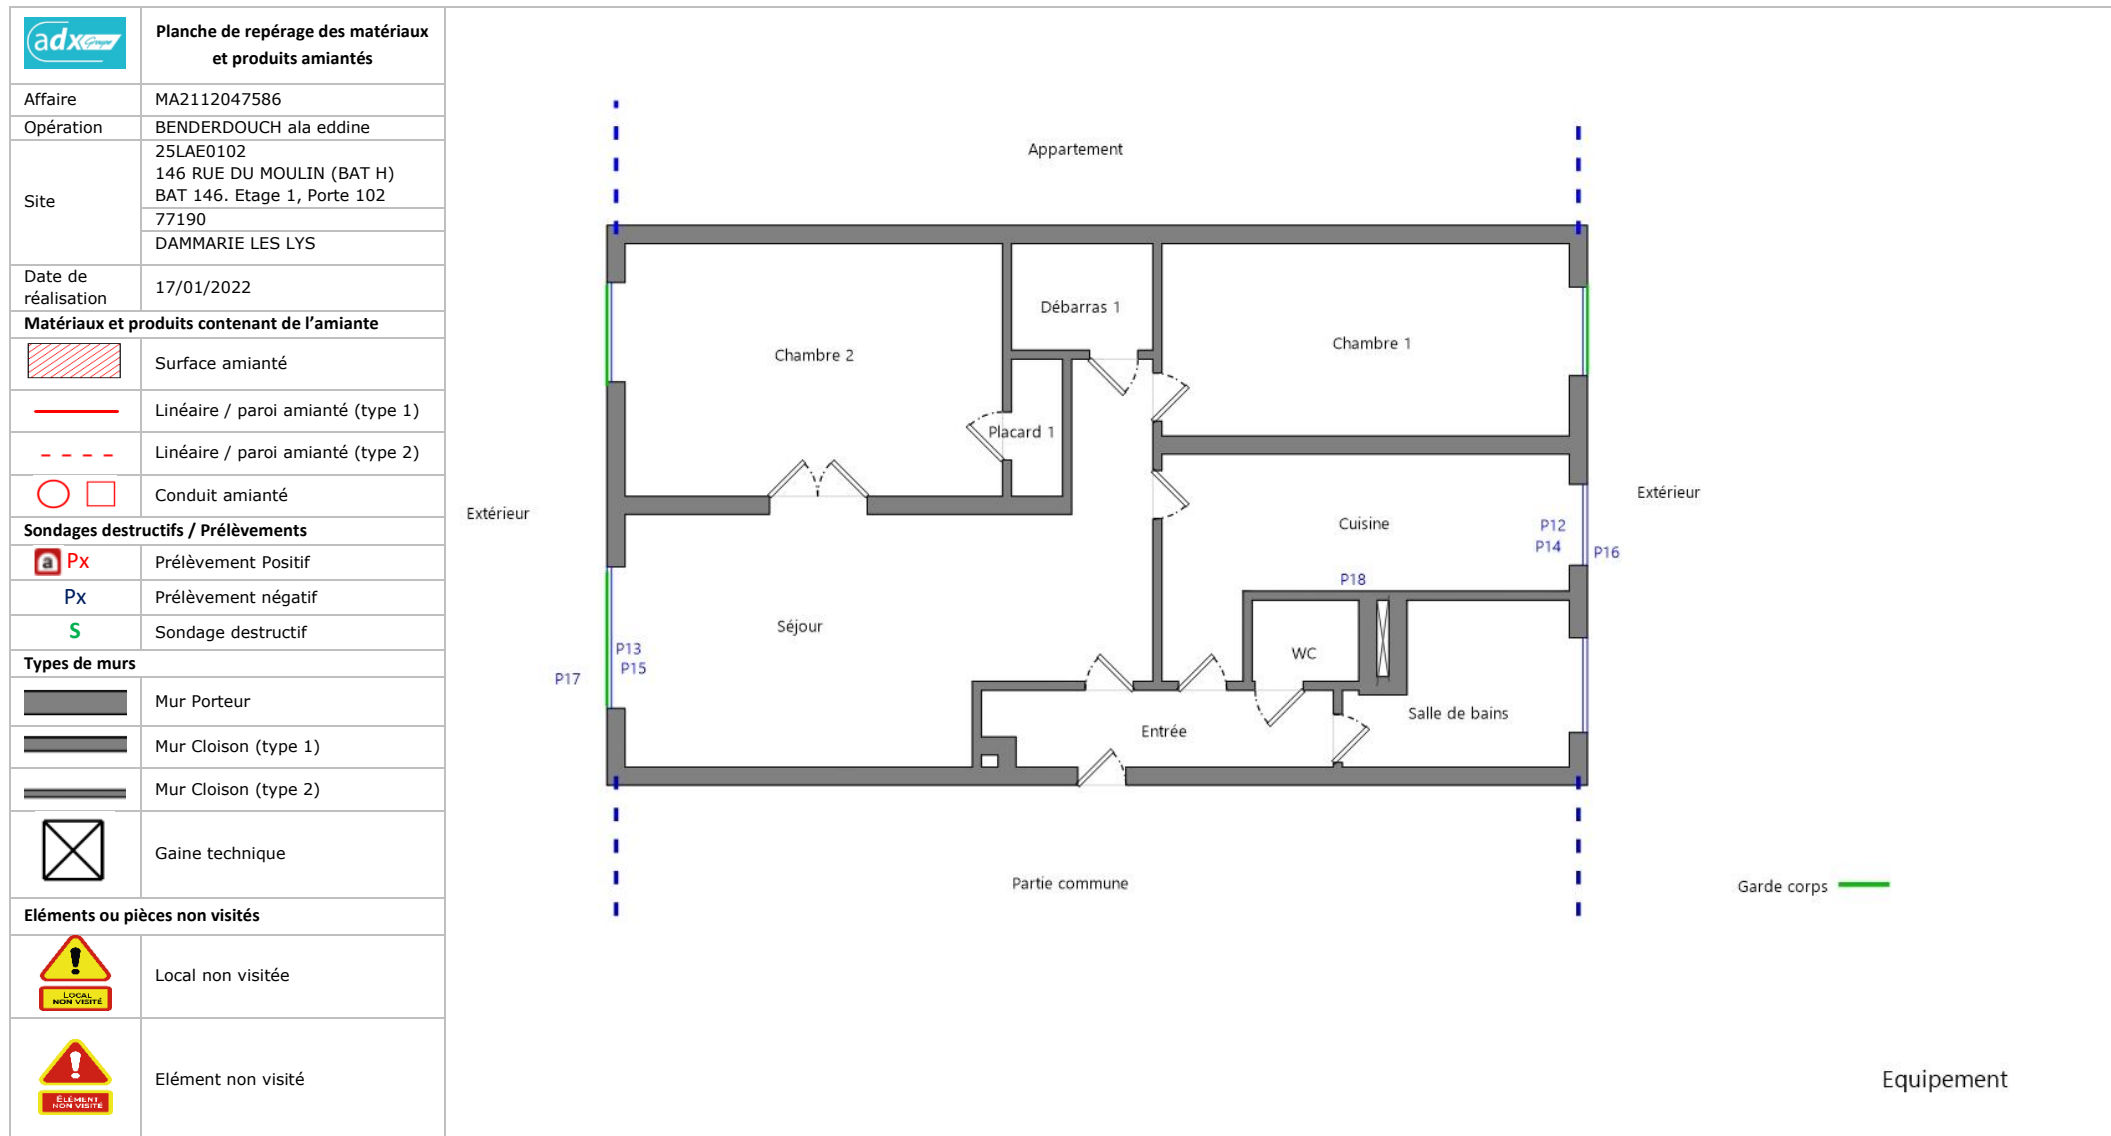 adx Groupe
Planche de repérage des matériaux
et produits amiantés
Affaire
MA2112047586
Opération
BENDERDOUCH ala eddine
Site
25LAE0102
146 RUE DU MOULIN (BAT H)
BAT 146. Etage 1, Porte 102
77190
DAMMARIE LES LYS
Date de
réalisation
17/01/2022
Matériaux et produits contenant de l'amiante
Surface amianté
Linéaire / paroi amianté (type 1)
Linéaire / paroi amianté (type 2)
Conduit amianté
Sondages destructifs / Prélèvements
a Px
Prélèvement Positif
Px
Prélèvement négatif
S
Sondage destructif
Types de murs
Mur Porteur
Mur Cloison (type 1)
Mur Cloison (type 2)
Gaine technique
Eléments ou pièces non visités
LOCAL
NON VISITÉ
Local non visitée
ÉLÉMENT
NON VISITÉ
Elément non visité
Appartement
Débarras 1
Chambre 2
Chambre 1
Placard 1
Extérieur
Extérieur
Cuisine
P12
P14
P16
P18
Séjour
P13
P15
P17
WC
Salle de bains
Entrée
Partie commune
Garde corps
Equipement